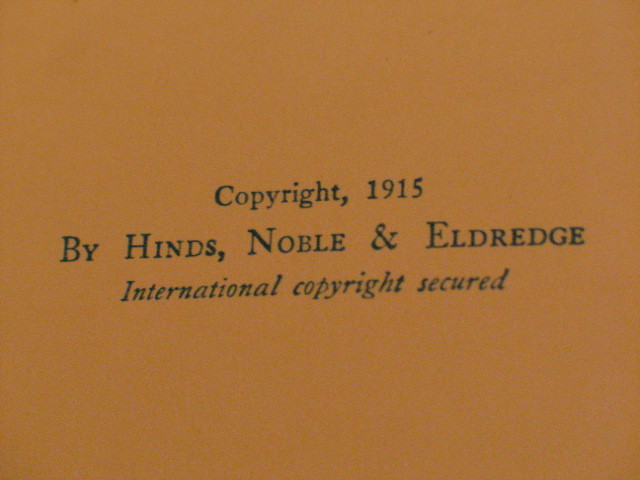 Copyright, 1915
By Hinds, Noble & Eldredge
International copyright secured